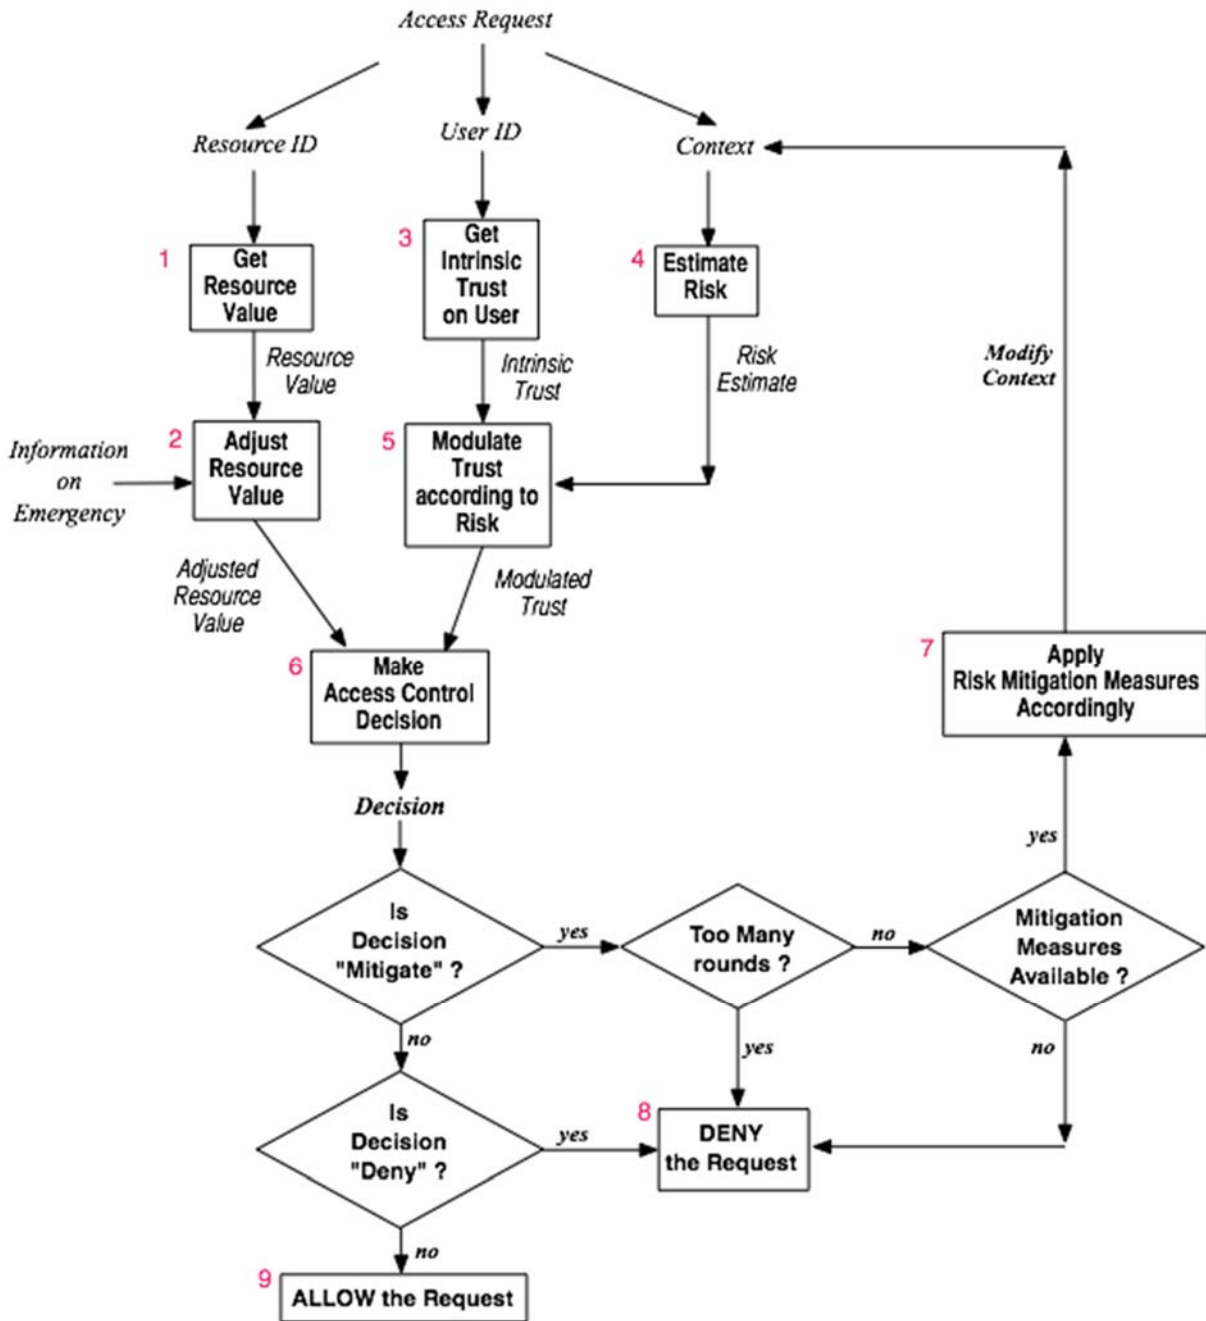 Access Request
Resource ID
User ID
Context
1
Get
Resource
Value
3
Get
Intrinsic
Trust
on User
4
Estimate
Risk
Resource
Value
Intrinsic
Trust
Risk
Estimate
Modify
Context
Information
on
Emergency
2
Adjust
Resource
Value
5
Modulate
Trust
according to
Risk
Adjusted
Resource
Value
Modulated
Trust
6
Make
Access Control
Decision
7
Apply
Risk Mitigation Measures
Accordingly
Decision
Is
Decision
"Mitigate" ?
yes
Too Many
rounds ?
no
Mitigation
Measures
Available ?
yes
no
yes
no
Is
Decision
"Deny" ?
yes
8
DENY
the Request
no
9
ALLOW the Request